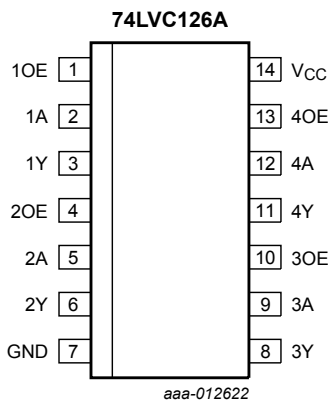 74LVC126A
1OE 1 14 VCC
1A 2 13 4OE
1Y 3 12 4A
2OE 4 11 4Y
2A 5 10 3OE
2Y 6 9 3A
GND 7 8 3Y
aaa-012622